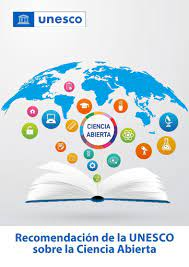 unesco
CIENCIA
ABIERTA
Recomendación de la UNESCO
sobre la Ciencia Abierta